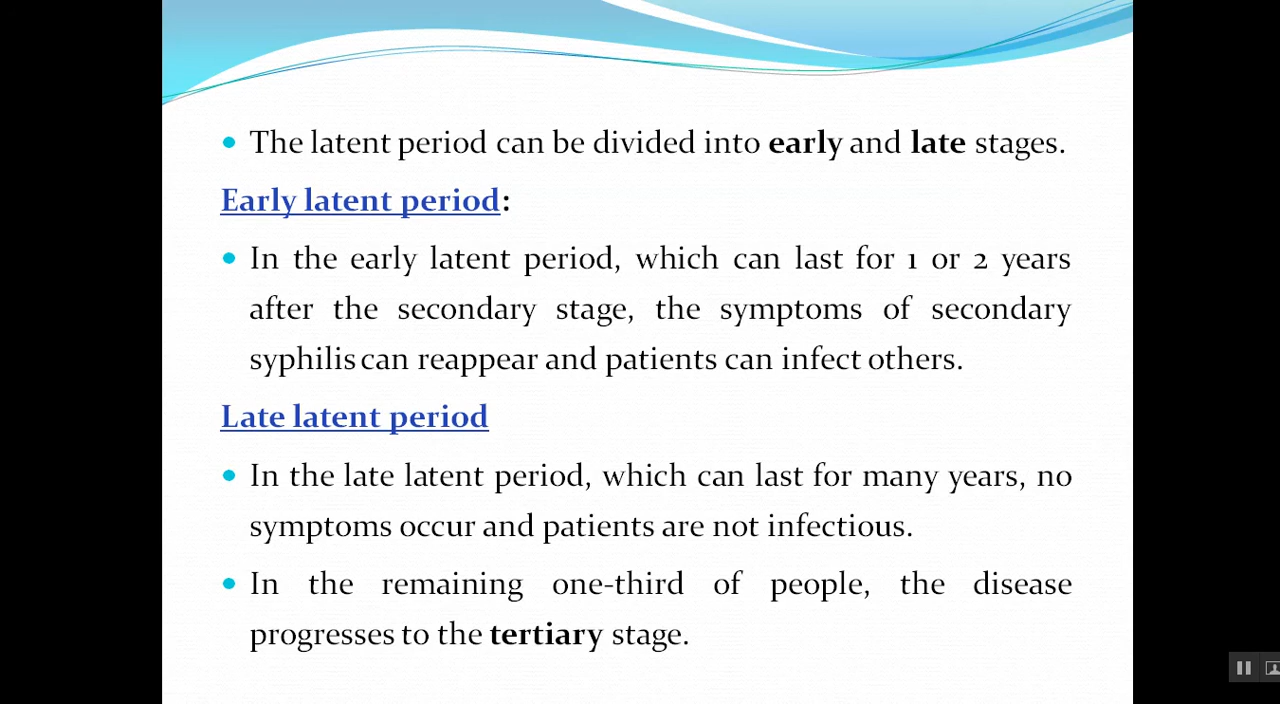 The latent period can be divided into early and late stages.
Early latent period:
In the early latent period, which can last for 1 or 2 years
after the secondary stage, the symptoms of secondary
syphilis can reappear and patients can infect others.
Late latent period
In the late latent period, which can last for many years, no
symptoms occur and patients are not infectious.
In the remaining one-third of people, the disease
progresses to the tertiary stage.